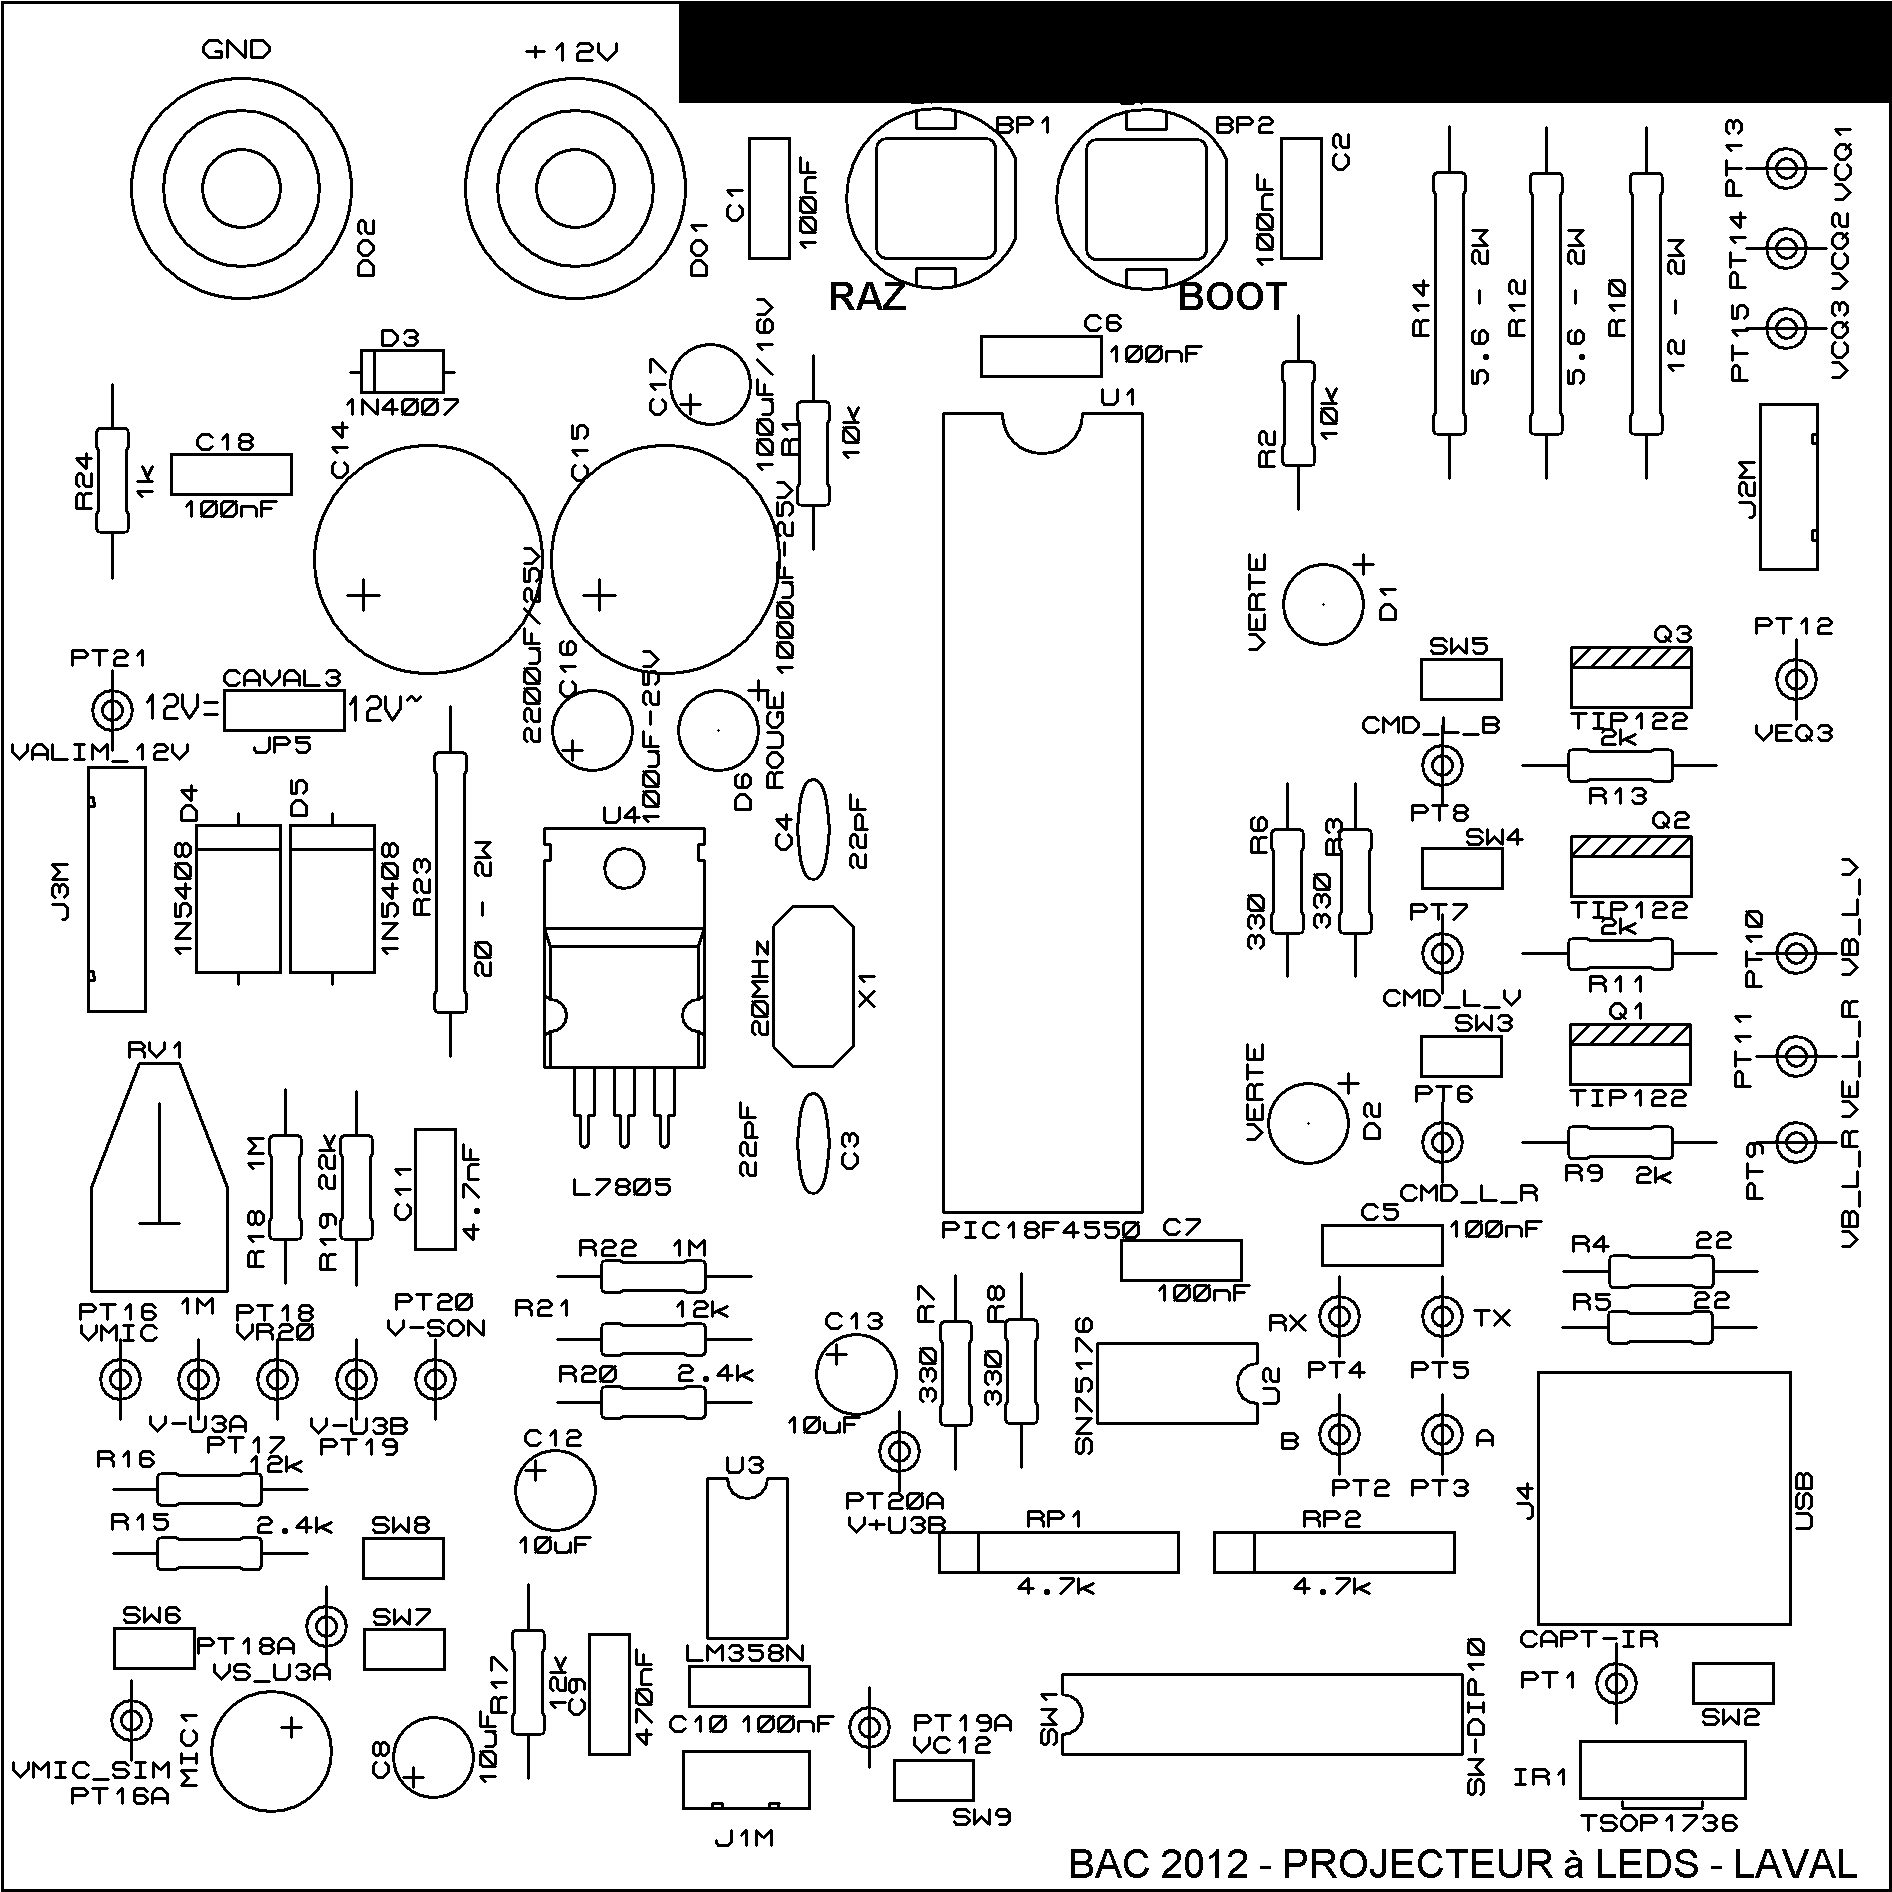 GND
+12V
DO2
DO1
C1
100nF
BP1
BP2
RAZ
BOOT
100nF
C2
R14
5.6 - 2W
R12
5.6 - 2W
R10
12 - 2W
PT13
VCQ1
PT14
VCQ2
PT15
VCQ3
D3
1N4007
C17
100uF/16V
R1
10k
C6
100nF
U1
R2
10k
R24
1k
C18
100nF
C14
2200uF/25V
C15
1000uF-25V
J2M
VERTE
D1
PT21
VALIM_12V
12V=
CAVAL3
12V~
JP5
C16
100uF-25V
D6
ROUGE
SW5
Q3
TIP122
PT12
VEQ3
CMD_L_B
PT8
2k
R13
J3M
D4
1N5408
D5
1N5408
R23
20 - 2W
U4
L7805
C4
22pF
R6
330
R3
330
SW4
Q2
TIP122
PT7
CMD_L_V
2k
R11
PT10
VB_L_V
20MHz
X1
SW3
Q1
TIP122
PT11
VE_L_R
RV1
1M
R18
1M
R19
22k
C11
4.7nF
22pF
C3
VERTE
D2
PT6
CMD_L_R
R9
2k
PT9
VB_L_R
PIC18F4550
C7
100nF
C5
100nF
R22
1M
R21
12k
R20
2.4k
R4
22
R5
22
PT16
VMIC
PT18
VR20
PT20
V-SON
V-U3A
PT17
V-U3B
PT19
C13
10uF
R7
330
R8
330
SN75176
U2
RX
PT4
TX
PT5
B
PT2
A
PT3
R16
12k
R15
2.4k
C12
10uF
U3
LM358N
PT20A
V+U3B
RP1
4.7k
RP2
4.7k
J4
USB
SW8
SW6
SW7
PT18A
VS_U3A
R17
12k
C9
470nF
C10 100nF
CAPT-IR
PT1
SW2
VMIC_SIM
PT16A
MIC1
C8
10uF
J1M
PT19A
VC12
SW9
SW1
SW-DIP10
IR1
TSOP1736
BAC 2012 - PROJECTEUR à LEDS - LAVAL